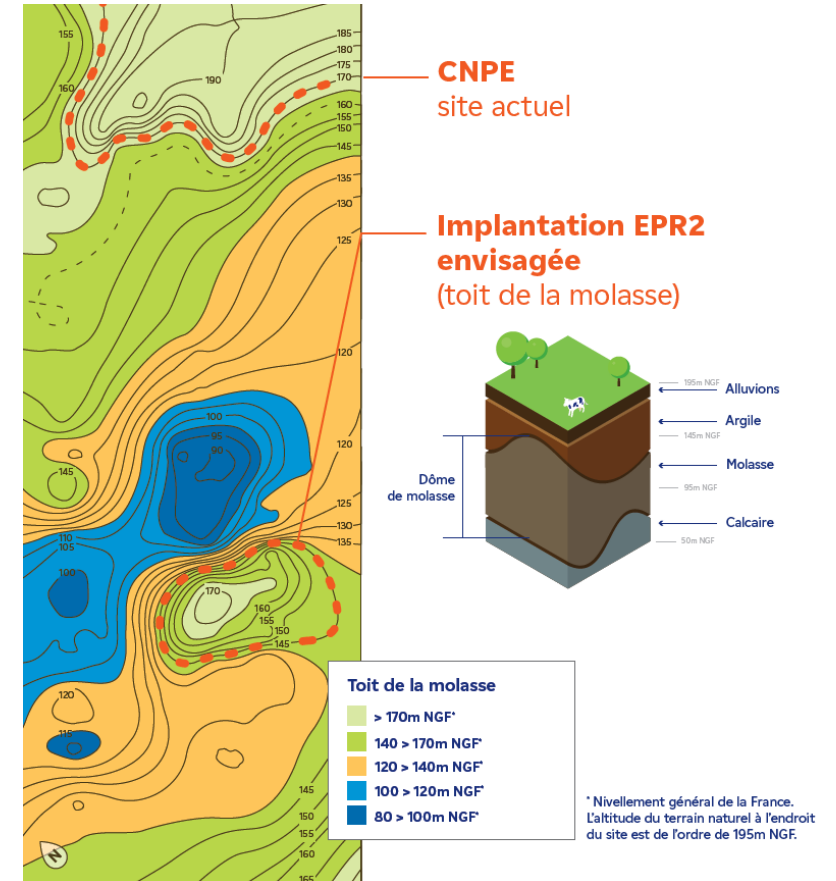 155
185
180
175
170
190
160
160
155
150
145
135
130
125
120
100
95
90
120
145
125
130
135
110
105
100
170
160
155
150
145
120
115
145
150
155
160
165
N
CNPE
site actuel
Implantation EPR2
envisagée
(toit de la molasse)
195m NGF
Alluvions
Argile
145m NGF
Molasse
95m NGF
Calcaire
50m NGF
Dôme
de molasse
Toit de la molasse
> 170m NGF*
140 > 170m NGF*
120 > 140m NGF*
100 > 120m NGF*
80 > 100m NGF*
* Nivellement général de la France.
L'altitude du terrain naturel à l'endroit
du site est de l'ordre de 195m NGF.